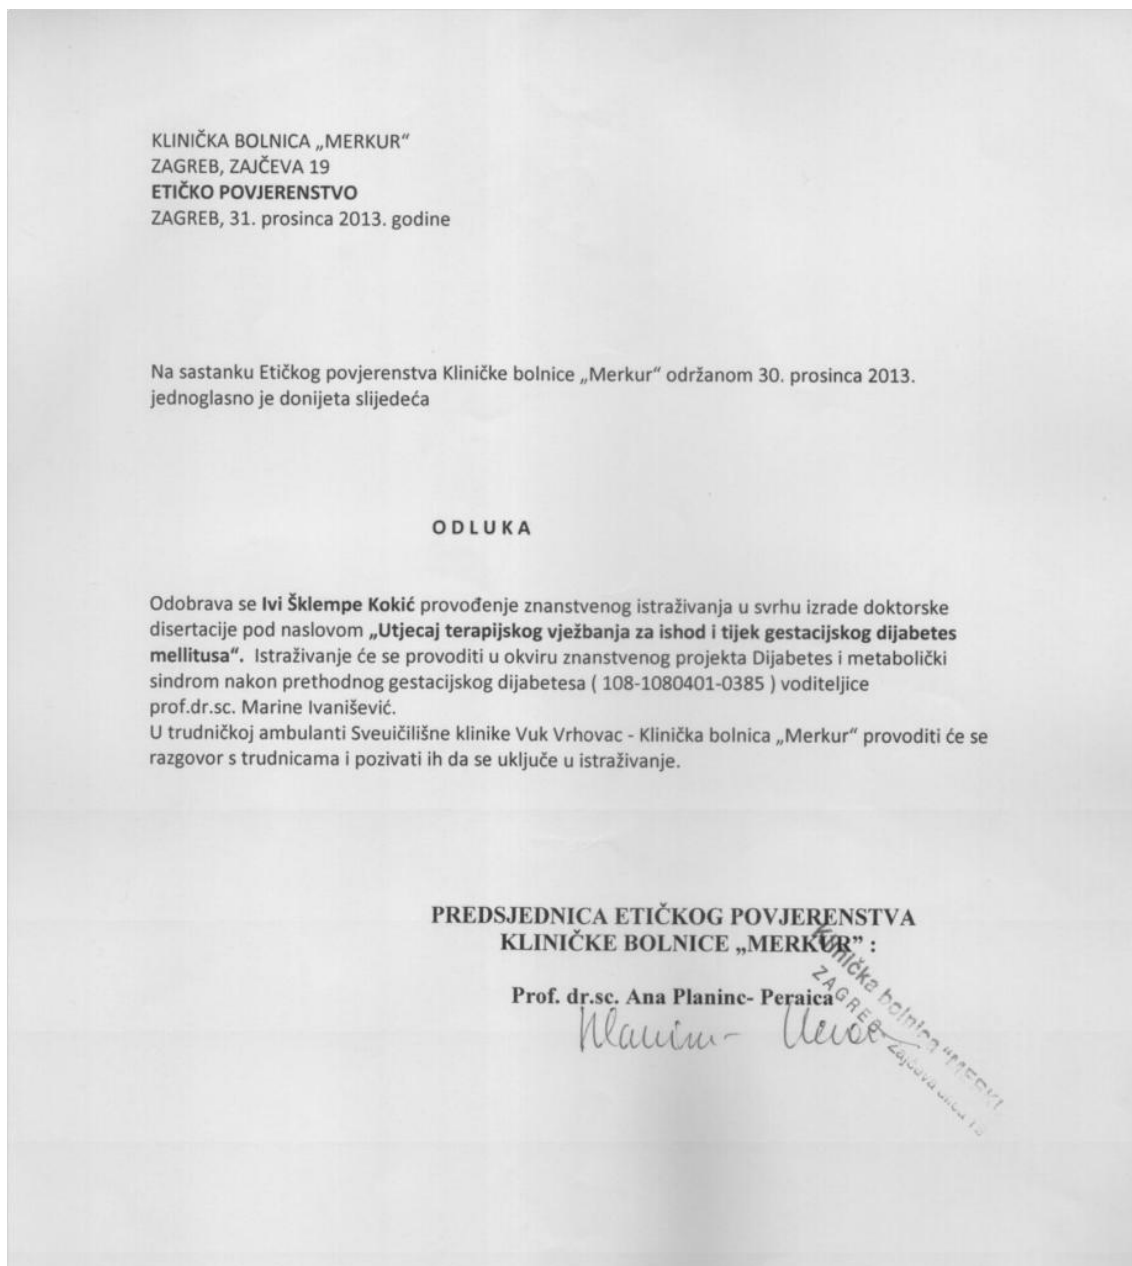 KLINIČKA BOLNICA „MERKUR“
ZAGREB, ZAJČEVA 19
ETIČKO POVJERENSTVO
ZAGREB, 31. prosinca 2013. godine
Na sastanku Etičkog povjerenstva Kliničke bolnice „Merkur“ održanom 30. prosinca 2013.
jednoglasno je donijeta slijedeća
O D L U K A
Odobrava se Ivi Šklempe Kokić provođenje znanstvenog istraživanja u svrhu izrade doktorske
disertacije pod naslovom „Utjecaj terapijskog vježbanja za ishod i tijek gestacijskog dijabetes
mellitusa“. Istraživanje će se provoditi u okviru znanstvenog projekta Dijabetes i metabolički
sindrom nakon prethodnog gestacijskog dijabetesa ( 108-1080401-0385 ) voditeljice
prof.dr.sc. Marine Ivanišević.
U trudničkoj ambulanti Sveuičilišne klinike Vuk Vrhovac - Klinička bolnica „Merkur“ provoditi će se
razgovor s trudnicama i pozivati ih da se uključe u istraživanje.
PREDSJEDNICA ETIČKOG POVJERENSTVA
KLINIČKE BOLNICE „MERKUR” :
Prof. dr.sc. Ana Planinc- Peraica
Klinička bolnica "MERKU
ZAGREB, Zajčeva